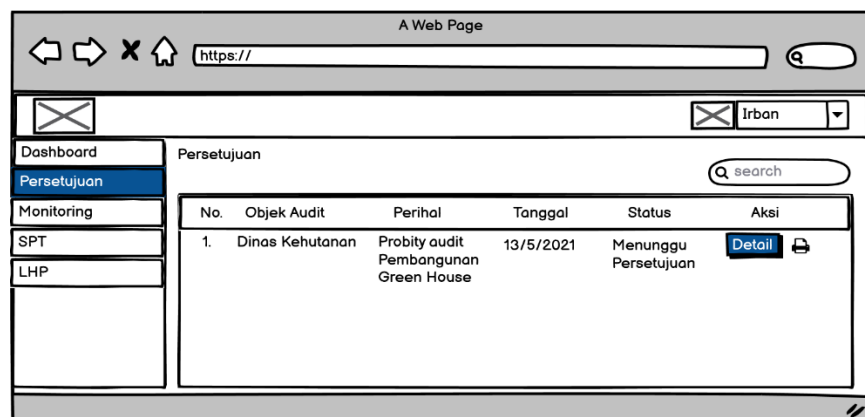 A Web Page
https://
Irban
Dashboard
Persetujuan
Monitoring
SPT
LHP
Persetujuan
search
No. Objek Audit Perihal Tanggal Status Aksi
1. Dinas Kehutanan Probity audit 13/5/2021 Menunggu Detail
Pembangunan Persetujuan
Green House